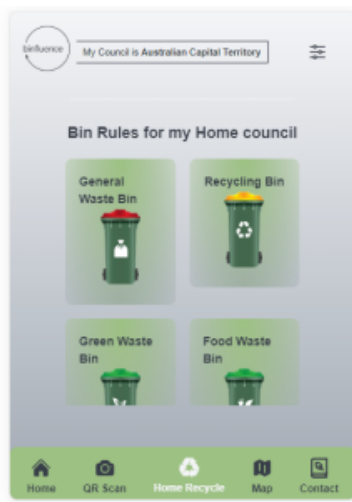 binfluence
My Council is Australian Capital Territory
Bin Rules for my Home council
General
Waste Bin
Recycling Bin
Green Waste
Bin
Food Waste
Bin
Home
QR Scan
Home Recycle
Map
Contact